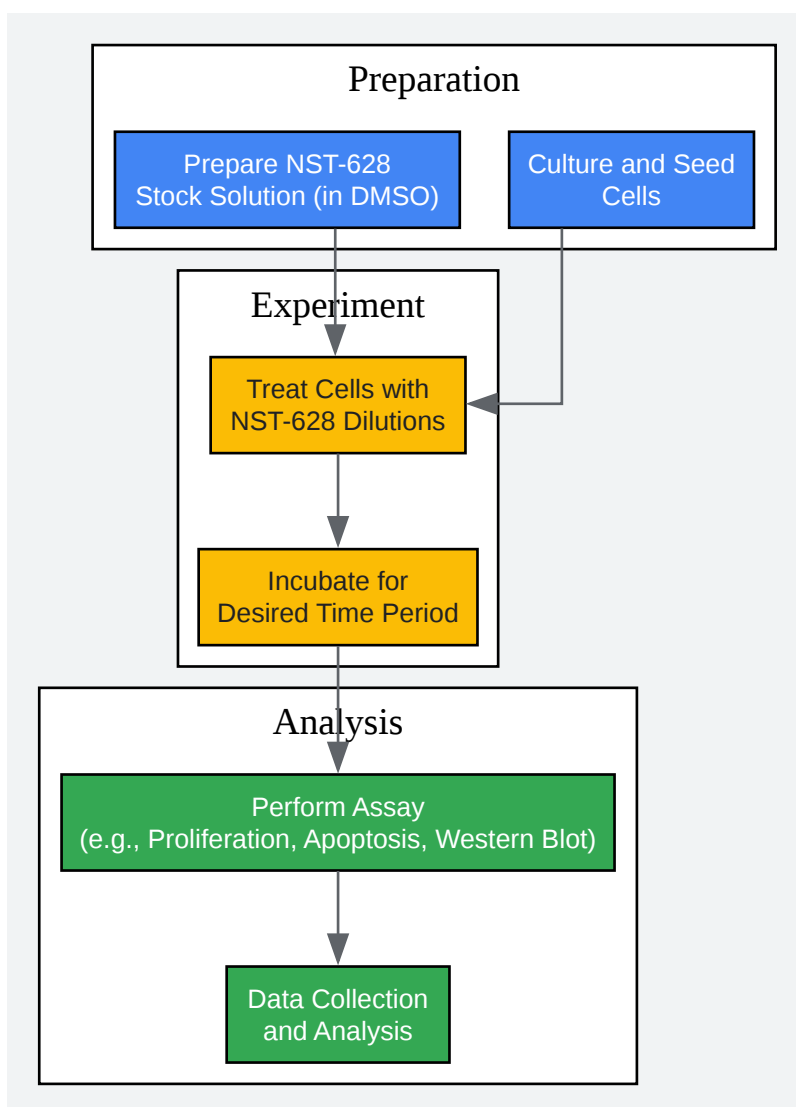 Preparation
Prepare NST-628
Stock Solution (in DMSO)
Culture and Seed
Cells
Experiment
Treat Cells with
NST-628 Dilutions
Incubate for
Desired Time Period
Analysis
Perform Assay
(e.g., Proliferation, Apoptosis, Western Blot)
Data Collection
and Analysis